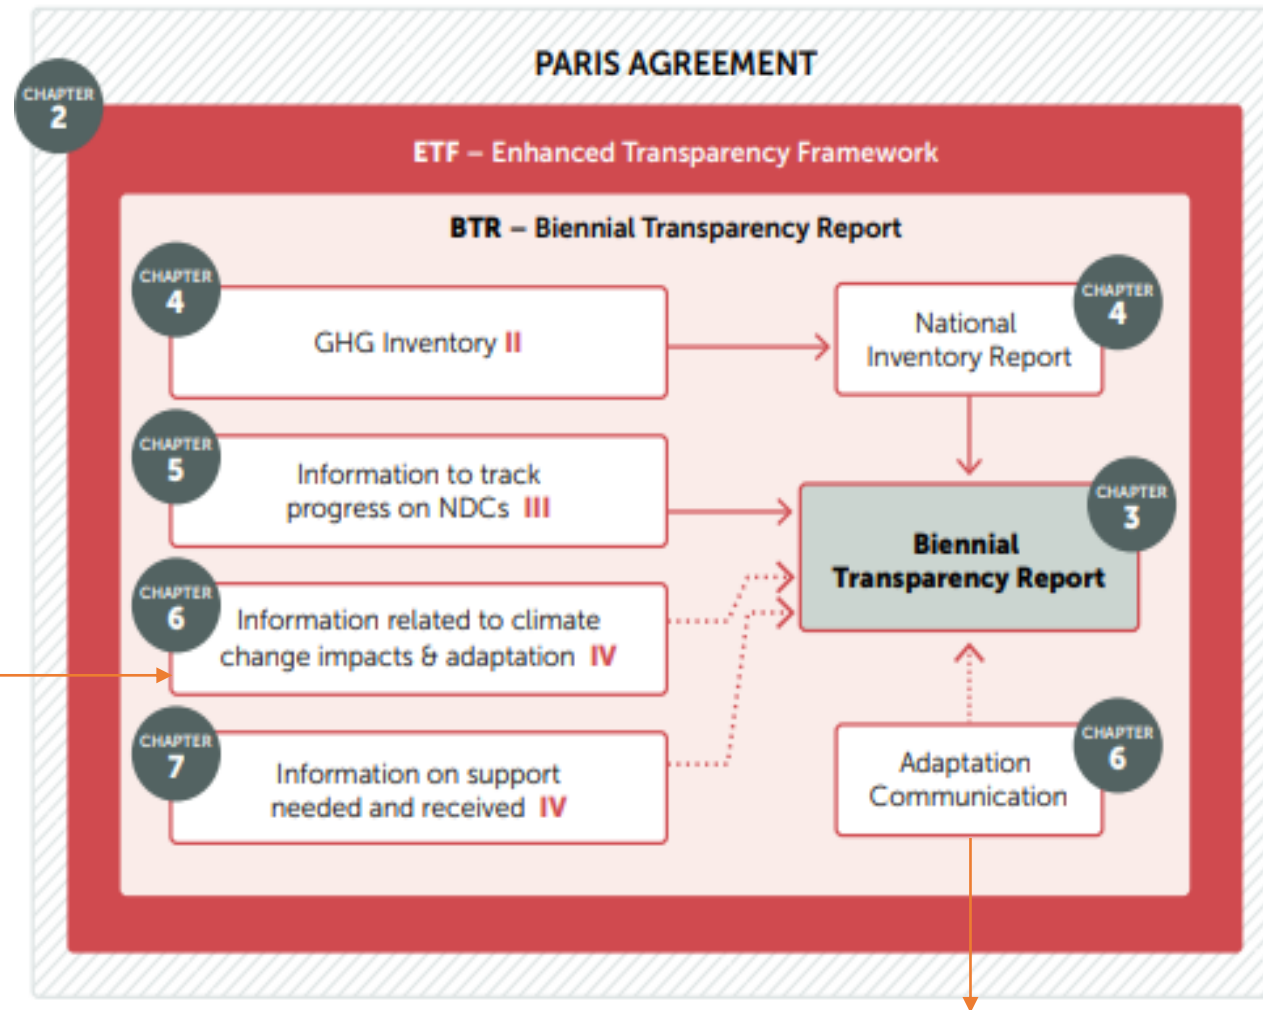 PARIS AGREEMENT
CHAPTER
2
ETF – Enhanced Transparency Framework
BTR – Biennial Transparency Report
CHAPTER
4
GHG Inventory II
National
Inventory Report
CHAPTER
4
CHAPTER
5
Information to track
progress on NDCs III
Biennial
Transparency Report
CHAPTER
3
CHAPTER
6
Information related to climate
change impacts & adaptation IV
CHAPTER
7
Information on support
needed and received IV
Adaptation
Communication
CHAPTER
6